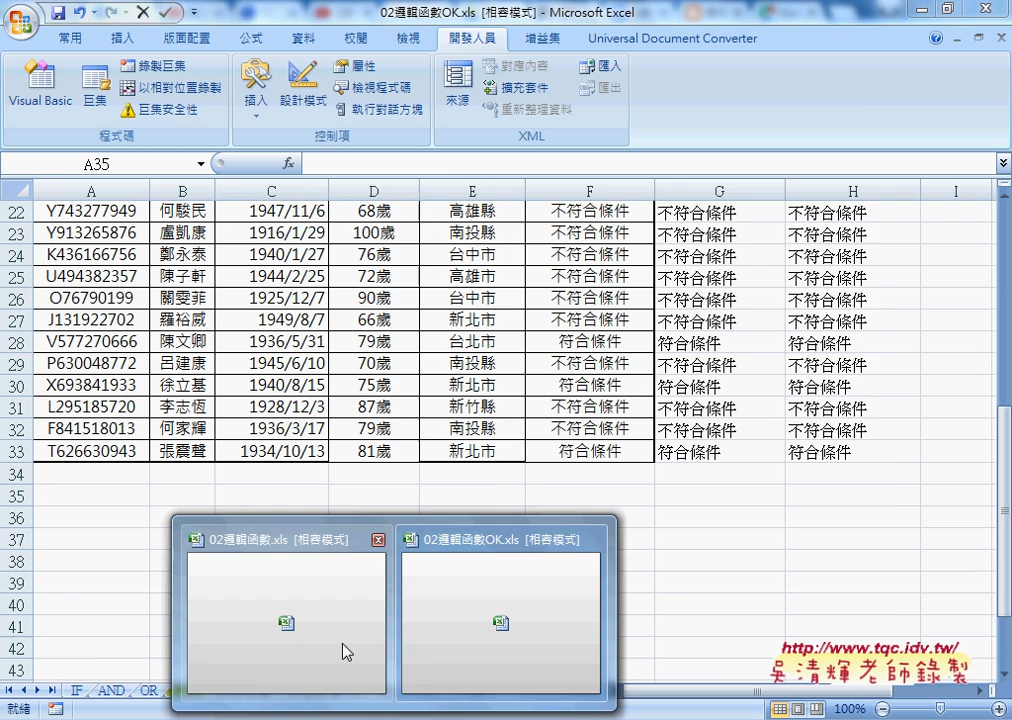 02邏輯函數OK.xls [相容模式] - Microsoft Excel
常用 插入 版面配置 公式 資料 校閱 檢視 開發人員 增益集 Universal Document Converter
Visual Basic 巨集 錄製巨集 以相對位置錄製 巨集安全性 程式碼
插入 設計模式 屬性 檢視程式碼 執行對話方塊 控制項
來源 對應內容 擴充套件 重新整理資料 匯入 匯出 XML
A35 fx
A B C D E F G H I
22 Y743277949 何駿民 1947/11/6 68歲 高雄縣 不符合條件 不符合條件 不符合條件
23 Y913265876 盧凱康 1916/1/29 100歲 南投縣 不符合條件 不符合條件 不符合條件
24 K436166756 鄭永泰 1940/1/27 76歲 台中市 不符合條件 不符合條件 不符合條件
25 U494382357 陳子軒 1944/2/25 72歲 高雄市 不符合條件 不符合條件 不符合條件
26 O76790199 關雯菲 1925/12/7 90歲 台中市 不符合條件 不符合條件 不符合條件
27 J131922702 羅裕威 1949/8/7 66歲 新北市 不符合條件 不符合條件 不符合條件
28 V577270666 陳文卿 1936/5/31 79歲 台北市 符合條件 符合條件 符合條件
29 P630048772 呂建康 1945/6/10 70歲 南投縣 不符合條件 不符合條件 不符合條件
30 X693841933 徐立基 1940/8/15 75歲 新北市 符合條件 符合條件 符合條件
31 L295185720 李志恆 1928/12/3 87歲 新竹縣 不符合條件 不符合條件 不符合條件
32 F841518013 何家輝 1936/3/17 79歲 南投縣 不符合條件 不符合條件 不符合條件
33 T626630943 張震聲 1934/10/13 81歲 新北市 符合條件 符合條件 符合條件
34
35
36
37
38
39
40
41
42
43
02邏輯函數.xls [相容模式] 02邏輯函數OK.xls [相容模式]
http://www.tqc.idv.tw/
吳清輝老師錄製
IF AND OR
就緒 100%